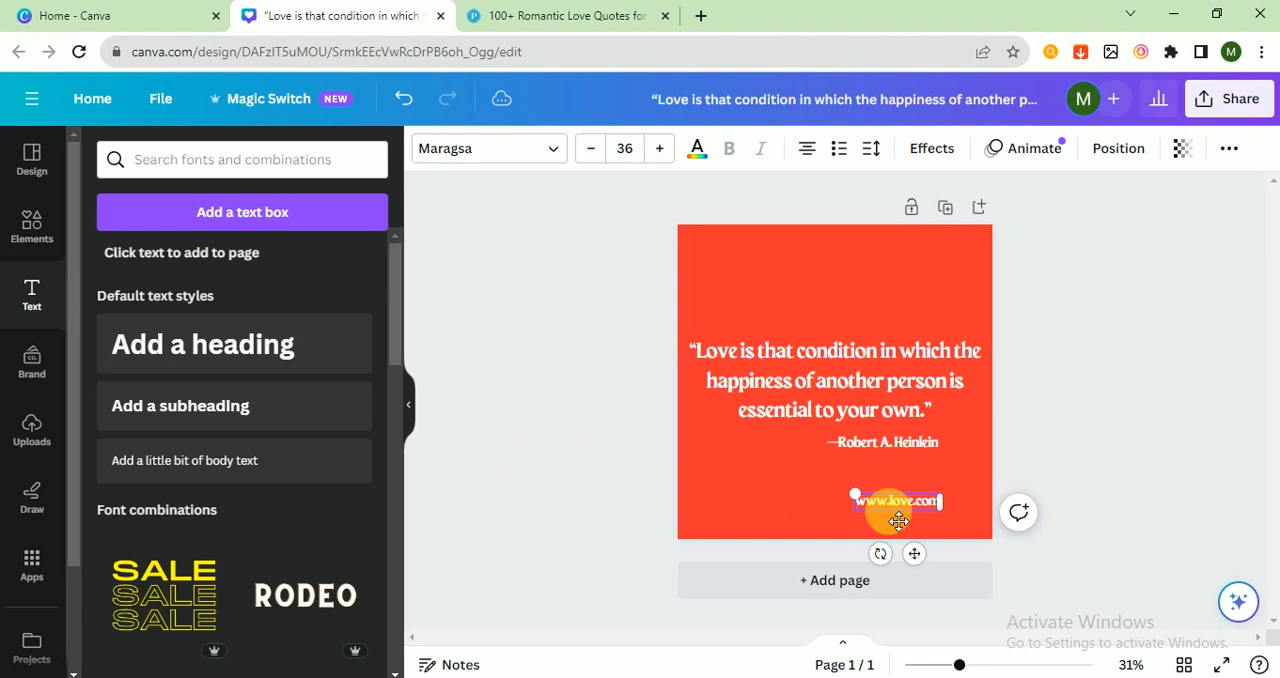 Home - Canva
"Love is that condition in which
100+ Romantic Love Quotes for
canva.com/design/DAFzIT5uMOU/SrmkEEcVwRcDrPB6oh_Ogg/edit
M
Home
File
Magic Switch NEW
"Love is that condition in which the happiness of another p...
M
+
Share
Design
Elements
Text
Brand
Uploads
Draw
Apps
Projects
Search fonts and combinations
Add a text box
Click text to add to page
Default text styles
Add a heading
Add a subheading
Add a little bit of body text
Font combinations
SALE
SALE
SALE
RODEO
Maragsa
– 36 +
A
B
I
Effects
Animate
Position
“Love is that condition in which the
happiness of another person is
essential to your own.”
—Robert A. Heinlein
www.love.com
+ Add page
Activate Windows
Go to Settings to activate Windows.
Notes
Page 1 / 1
31%